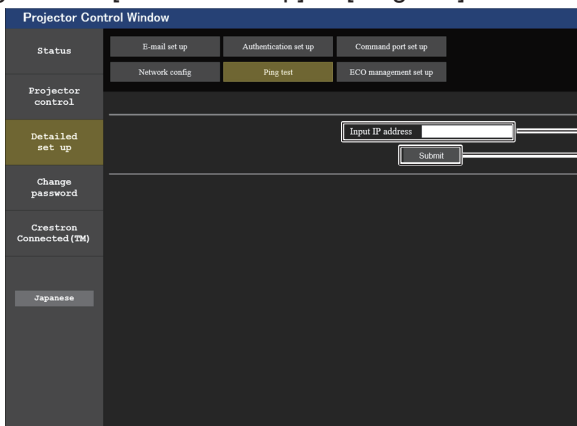 Projector Control Window
Status
E-mail set up
Authentication set up
Command port set up
Network config
Ping test
ECO management set up
Projector
control
Detailed
set up
Input IP address
Submit
Change
password
Crestron
Connected(TM)
Japanese